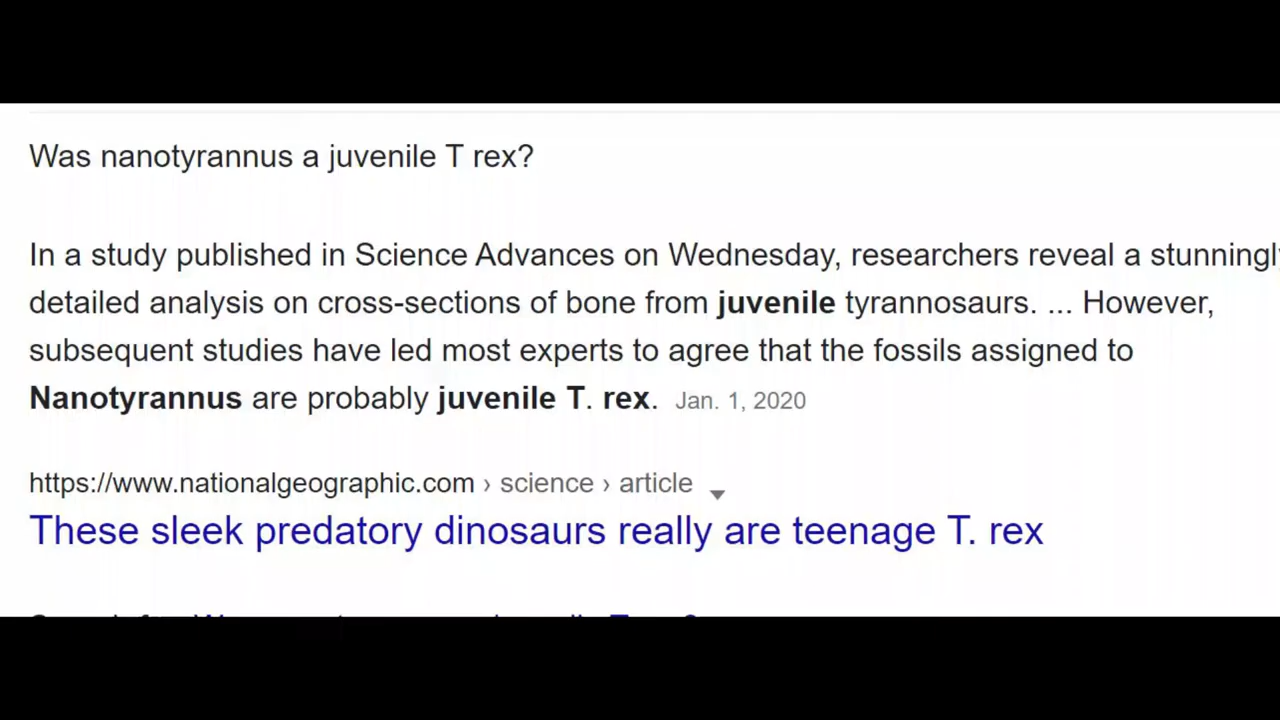 Was nanotyrannus a juvenile T rex?
In a study published in Science Advances on Wednesday, researchers reveal a stunningly
detailed analysis on cross-sections of bone from juvenile tyrannosaurs. ... However,
subsequent studies have led most experts to agree that the fossils assigned to
Nanotyrannus are probably juvenile T. rex. Jan. 1, 2020
https://www.nationalgeographic.com › science › article
These sleek predatory dinosaurs really are teenage T. rex